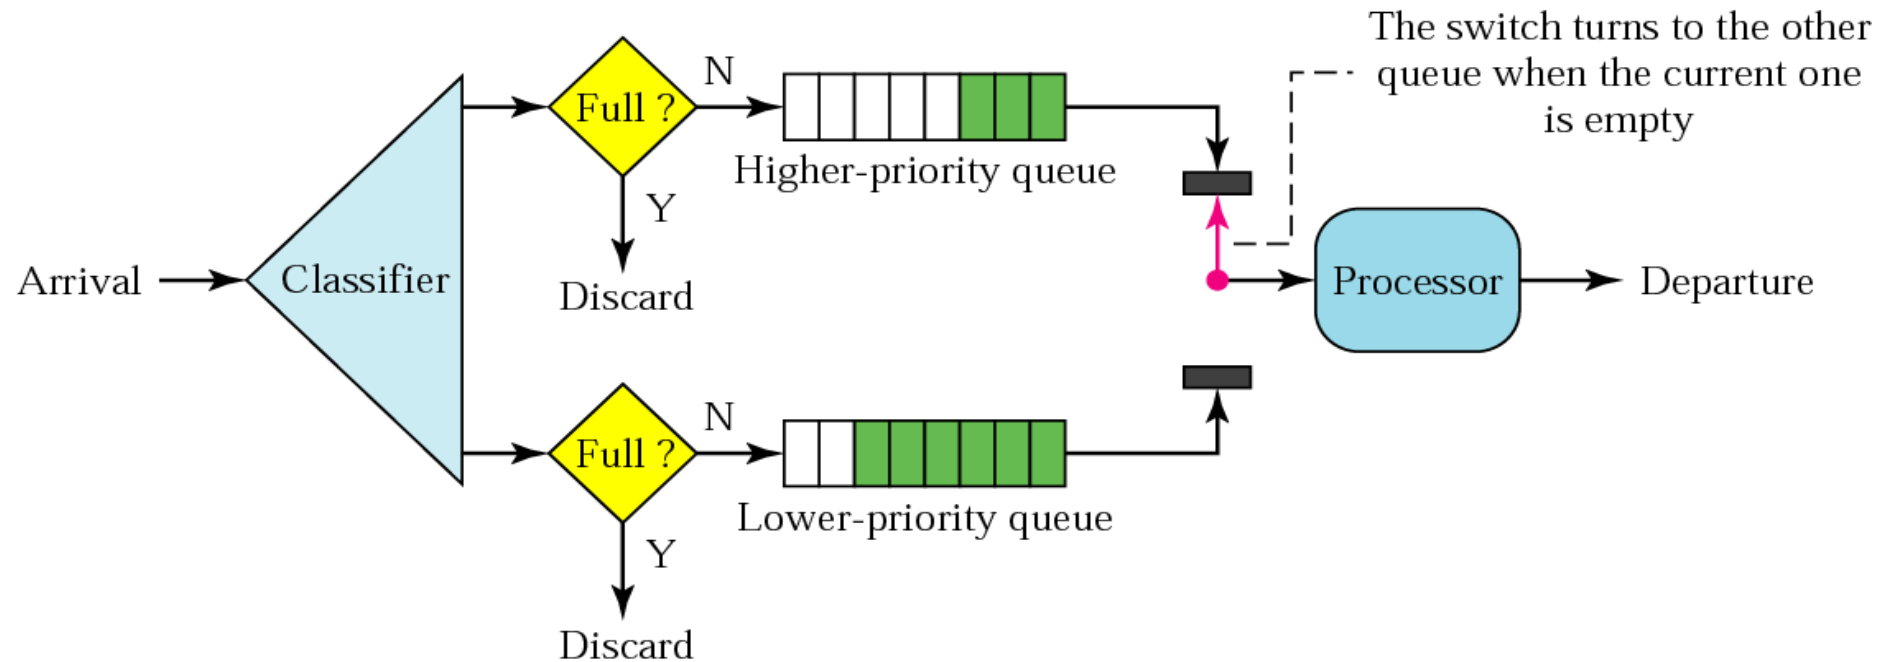 The switch turns to the other
queue when the current one
is empty
N
Full ?
Higher-priority queue
Y
Discard
Arrival
Classifier
Processor
Departure
N
Full ?
Lower-priority queue
Y
Discard